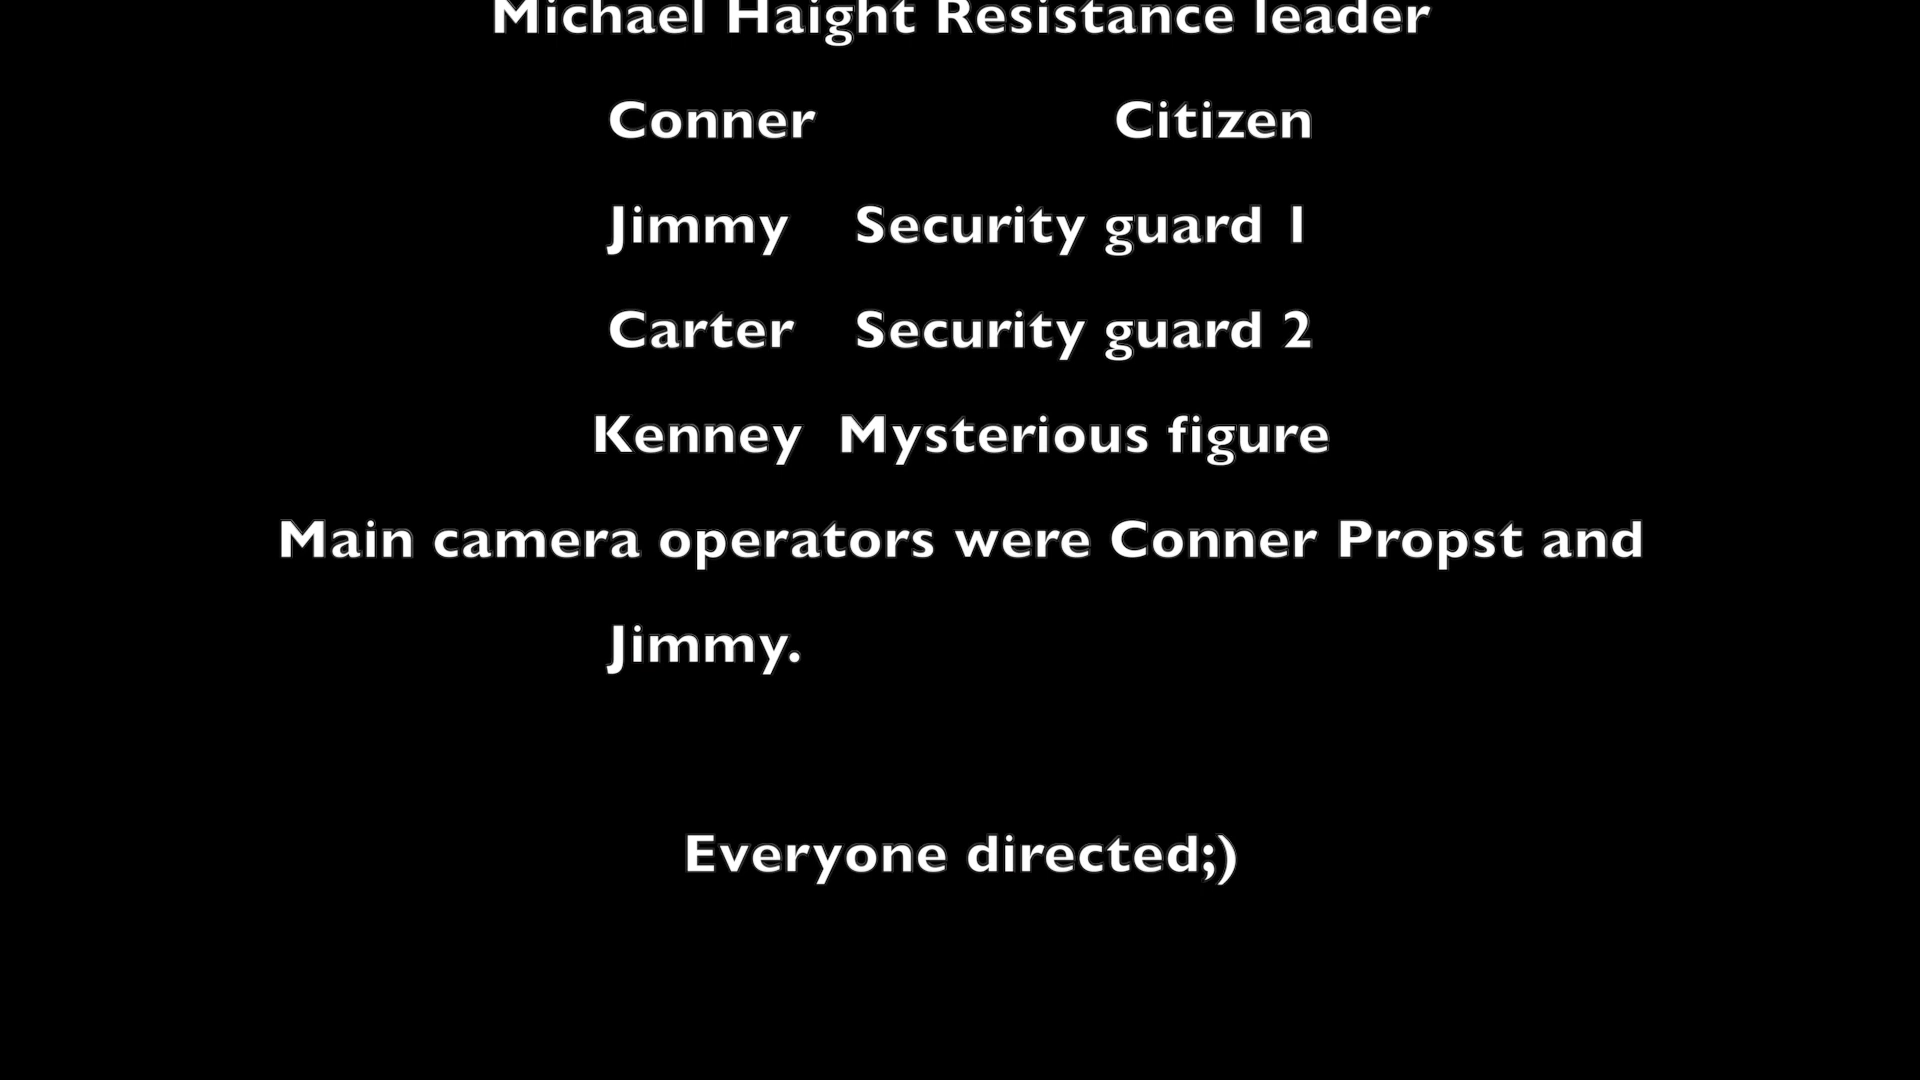 Michael Haight Resistance leader
Conner Citizen
Jimmy Security guard 1
Carter Security guard 2
Kenney Mysterious figure
Main camera operators were Conner Propst and
Jimmy.
Everyone directed;)